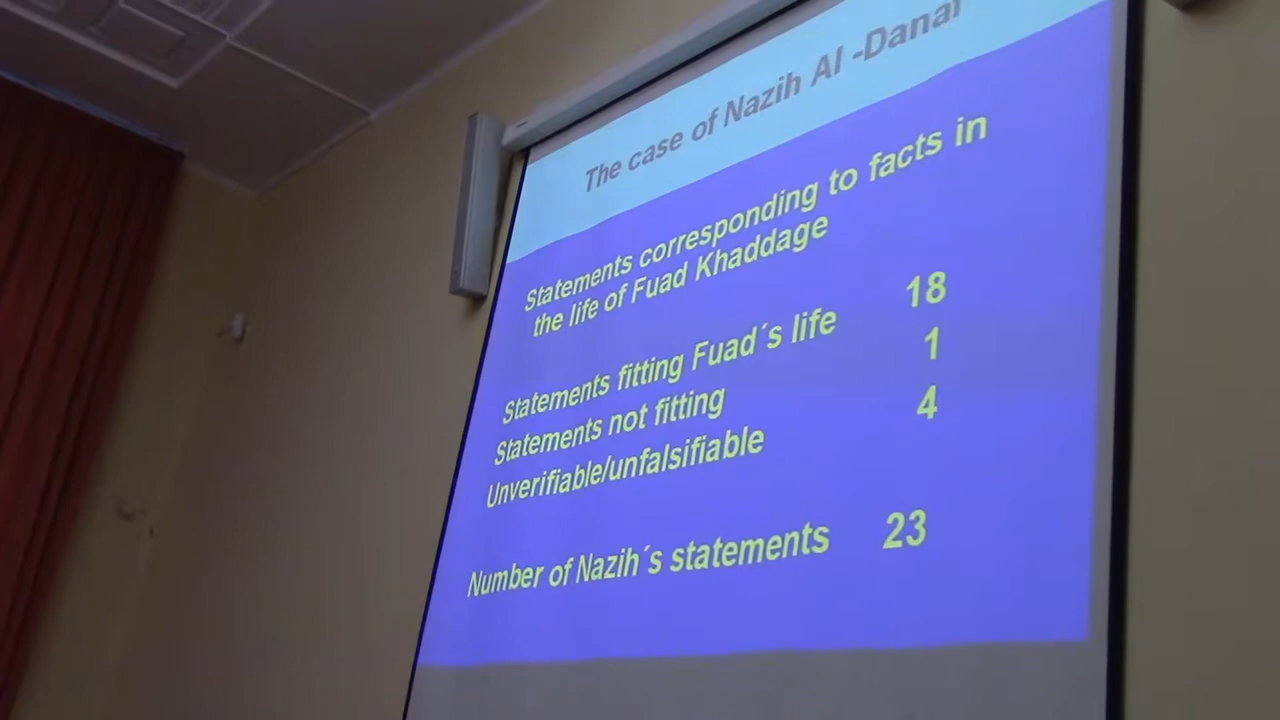 The case of Nazih Al -Danaf
Statements corresponding to facts in
the life of Fuad Khaddage
Statements fitting Fuad´s life 18
Statements not fitting 1
Unverifiable/unfalsifiable 4
Number of Nazih´s statements 23